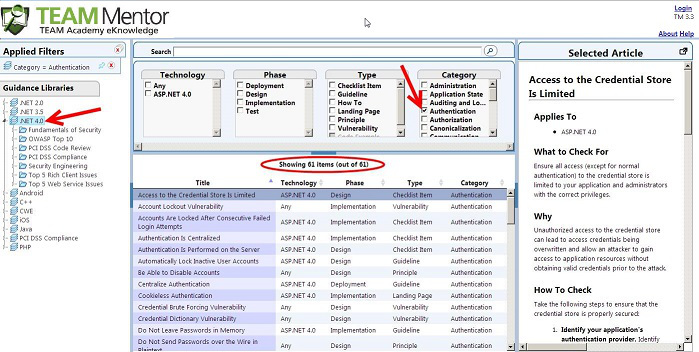 TEAM Mentor
TEAM Academy eKnowledge
Login
TM 3.3
About Help
Applied Filters
Category = Authentication
Guidance Libraries
.NET 2.0
.NET 3.5
.NET 4.0
Fundamentals of Security
OWASP Top 10
PCI DSS Code Review
PCI DSS Compliance
Security Engineering
Top 5 Rich Client Issues
Top 5 Web Service Issues
Android
C++
CWE
iOS
Java
PCI DSS Compliance
PHP
Search
Technology
Any
ASP.NET 4.0
Phase
Deployment
Design
Implementation
Test
Type
Checklist Item
Guideline
How To
Landing Page
Principle
Vulnerability
Category
Administration
Application State
Auditing and Lo...
Authentication
Authorization
Canonicalization
Showing 61 items (out of 61)
Title Technology Phase Type Category
Access to the Credential Store Is Limited ASP.NET 4.0 Design Checklist Item Authentication
Account Lockout Vulnerability Any Implementation Vulnerability Authentication
Accounts Are Locked After Consecutive Failed
Login Attempts ASP.NET 4.0 Implementation Checklist Item Authentication
Authentication Is Centralized ASP.NET 4.0 Implementation Checklist Item Authentication
Authentication Is Performed on the Server ASP.NET 4.0 Design Checklist Item Authentication
Automatically Lock Inactive User Accounts Any Design Guideline Authentication
Be Able to Disable Accounts Any Design Principle Authentication
Centralize Authentication ASP.NET 4.0 Deployment Guideline Authentication
Cookieless Authentication ASP.NET 4.0 Implementation Landing Page Authentication
Credential Brute Forcing Vulnerability Any Design Vulnerability Authentication
Credential Dictionary Vulnerability Any Design Vulnerability Authentication
Do Not Leave Passwords in Memory ASP.NET 4.0 Implementation Guideline Authentication
Do Not Send Passwords over the Wire in
Plaintext Any Implementation Principle Authentication
Selected Article
Access to the Credential Store
Is Limited
Applies To
ASP.NET 4.0
What to Check For
Ensure all access (except for normal
authentication) to the credential store is
limited to your application and administrators
with the correct privileges.
Why
Unauthorized access to the credential store
can lead to access credentials being
overwritten and allow an attacker to gain
access to application resources without
obtaining valid credentials prior to the attack.
How To Check
Take the following steps to ensure that the
credential store is properly secured:
1. Identify your application's
authentication provider. Identify